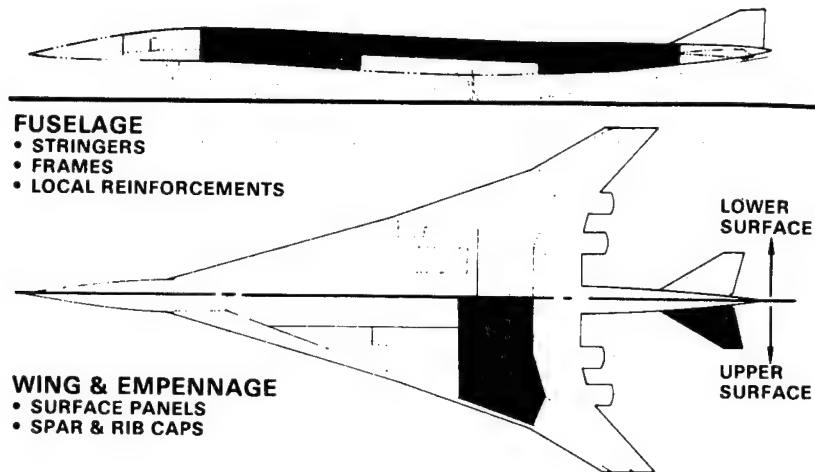 FUSELAGE
• STRINGERS
• FRAMES
• LOCAL REINFORCEMENTS
LOWER
SURFACE
UPPER
SURFACE
WING & EMPENNAGE
• SURFACE PANELS
• SPAR & RIB CAPS